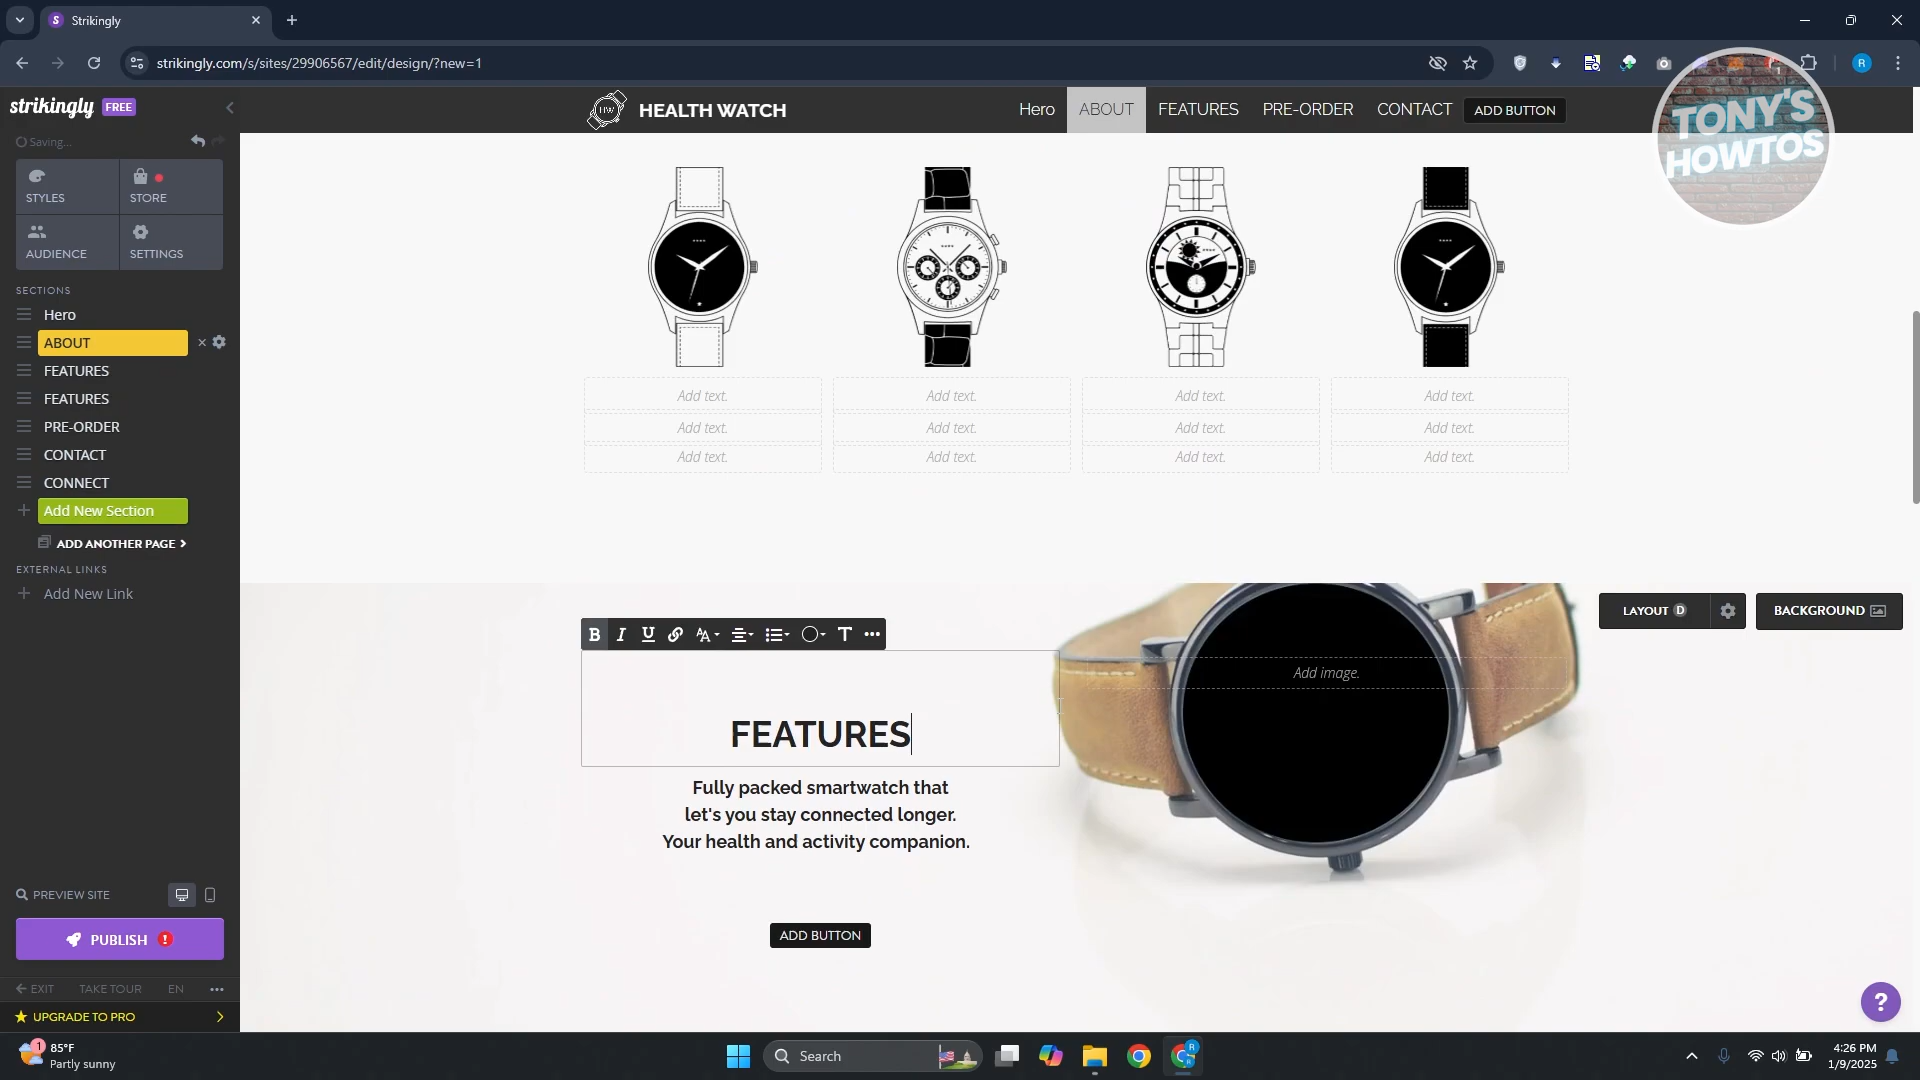 Strikingly
strikingly.com/s/sites/29906567/edit/design/?new=1
R
strikingly FREE
HW
HEALTH WATCH
Hero
ABOUT
FEATURES
PRE-ORDER
CONTACT
ADD BUTTON
TONY'S
HOWTOS
Saving...
STYLES
STORE
AUDIENCE
SETTINGS
SECTIONS
Hero
ABOUT
FEATURES
FEATURES
PRE-ORDER
CONTACT
CONNECT
Add New Section
ADD ANOTHER PAGE
EXTERNAL LINKS
Add New Link
Add text. Add text. Add text. Add text.
Add text. Add text. Add text. Add text.
Add text. Add text. Add text. Add text.
LAYOUT D
BACKGROUND
B I U
Add image.
FEATURES
Fully packed smartwatch that
let's you stay connected longer.
Your health and activity companion.
ADD BUTTON
PREVIEW SITE
PUBLISH !
EXIT TAKE TOUR EN
UPGRADE TO PRO
?
1
85°F
Partly sunny
Search
R
4:26 PM
1/9/2025